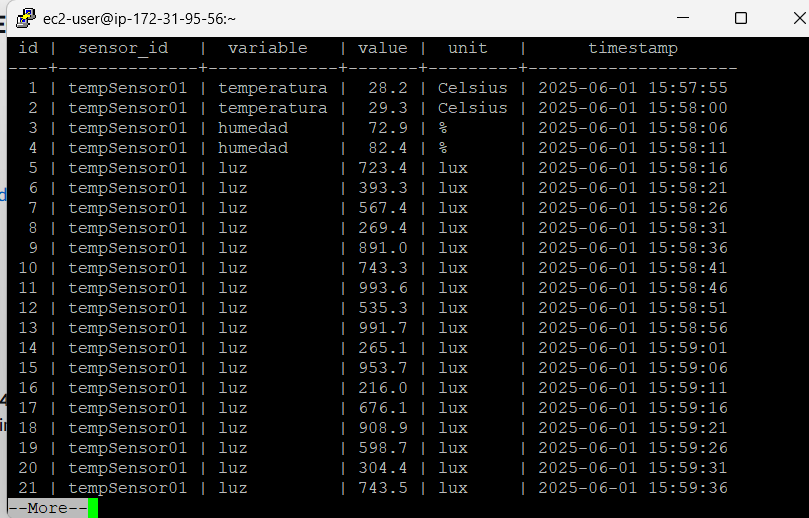 ec2-user@ip-172-31-95-56:~
id | sensor_id | variable | value | unit | timestamp
----+--------------+-------------+-------+---------+---------------------
1 | tempSensor01 | temperatura | 28.2 | Celsius | 2025-06-01 15:57:55
2 | tempSensor01 | temperatura | 29.3 | Celsius | 2025-06-01 15:58:00
3 | tempSensor01 | humedad | 72.9 | % | 2025-06-01 15:58:06
4 | tempSensor01 | humedad | 82.4 | % | 2025-06-01 15:58:11
5 | tempSensor01 | luz | 723.4 | lux | 2025-06-01 15:58:16
6 | tempSensor01 | luz | 393.3 | lux | 2025-06-01 15:58:21
7 | tempSensor01 | luz | 567.4 | lux | 2025-06-01 15:58:26
8 | tempSensor01 | luz | 269.4 | lux | 2025-06-01 15:58:31
9 | tempSensor01 | luz | 891.0 | lux | 2025-06-01 15:58:36
10 | tempSensor01 | luz | 743.3 | lux | 2025-06-01 15:58:41
11 | tempSensor01 | luz | 993.6 | lux | 2025-06-01 15:58:46
12 | tempSensor01 | luz | 535.3 | lux | 2025-06-01 15:58:51
13 | tempSensor01 | luz | 991.7 | lux | 2025-06-01 15:58:56
14 | tempSensor01 | luz | 265.1 | lux | 2025-06-01 15:59:01
15 | tempSensor01 | luz | 953.7 | lux | 2025-06-01 15:59:06
16 | tempSensor01 | luz | 216.0 | lux | 2025-06-01 15:59:11
17 | tempSensor01 | luz | 676.1 | lux | 2025-06-01 15:59:16
18 | tempSensor01 | luz | 908.9 | lux | 2025-06-01 15:59:21
19 | tempSensor01 | luz | 598.7 | lux | 2025-06-01 15:59:26
20 | tempSensor01 | luz | 304.4 | lux | 2025-06-01 15:59:31
21 | tempSensor01 | luz | 743.5 | lux | 2025-06-01 15:59:36
--More--